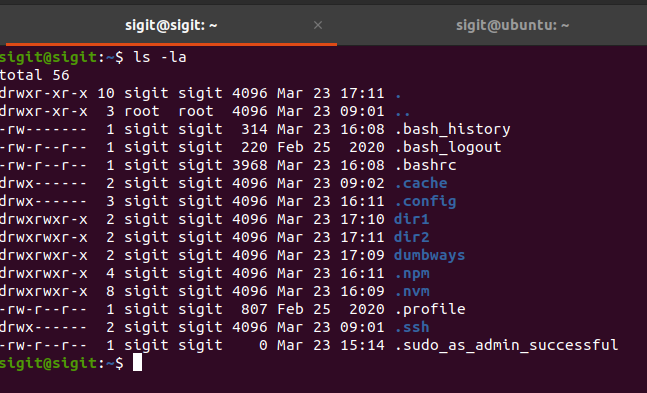 sigit@sigit: ~ × sigit@ubuntu: ~
sigit@sigit:~$ ls -la
total 56
drwxr-xr-x 10 sigit sigit 4096 Mar 23 17:11 .
drwxr-xr-x  3 root  root  4096 Mar 23 09:01 ..
-rw-------  1 sigit sigit  314 Mar 23 16:08 .bash_history
-rw-r--r--  1 sigit sigit  220 Feb 25  2020 .bash_logout
-rw-r--r--  1 sigit sigit 3968 Mar 23 16:08 .bashrc
drwx------  2 sigit sigit 4096 Mar 23 09:02 .cache
drwx------  3 sigit sigit 4096 Mar 23 16:11 .config
drwxrwxr-x  2 sigit sigit 4096 Mar 23 17:10 dir1
drwxrwxr-x  2 sigit sigit 4096 Mar 23 17:11 dir2
drwxrwxr-x  2 sigit sigit 4096 Mar 23 17:09 dumbways
drwxrwxr-x  4 sigit sigit 4096 Mar 23 16:11 .npm
drwxrwxr-x  8 sigit sigit 4096 Mar 23 16:09 .nvm
-rw-r--r--  1 sigit sigit  807 Feb 25  2020 .profile
drwx------  2 sigit sigit 4096 Mar 23 09:01 .ssh
-rw-r--r--  1 sigit sigit    0 Mar 23 15:14 .sudo_as_admin_successful
sigit@sigit:~$